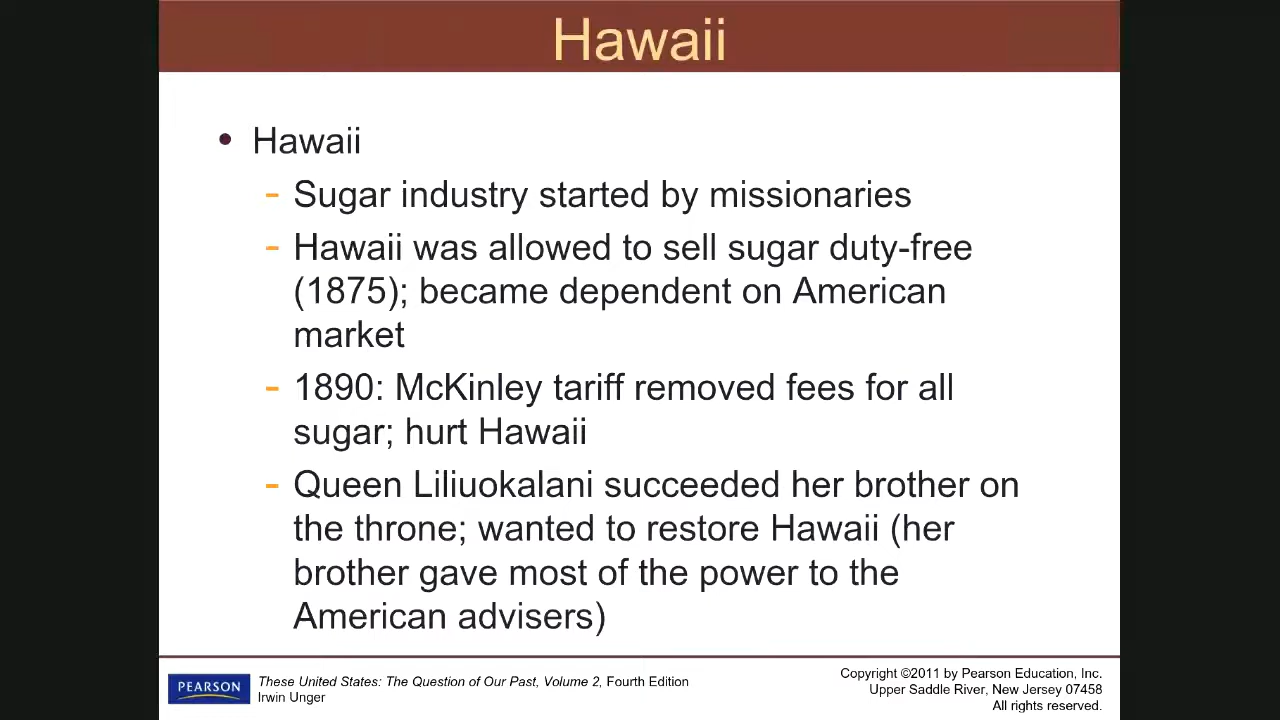 Hawaii
• Hawaii
- Sugar industry started by missionaries
- Hawaii was allowed to sell sugar duty-free
(1875); became dependent on American
market
- 1890: McKinley tariff removed fees for all
sugar; hurt Hawaii
- Queen Liliuokalani succeeded her brother on
the throne; wanted to restore Hawaii (her
brother gave most of the power to the
American advisers)
PEARSON
These United States: The Question of Our Past, Volume 2, Fourth Edition
Irwin Unger
Copyright ©2011 by Pearson Education, Inc.
Upper Saddle River, New Jersey 07458
All rights reserved.